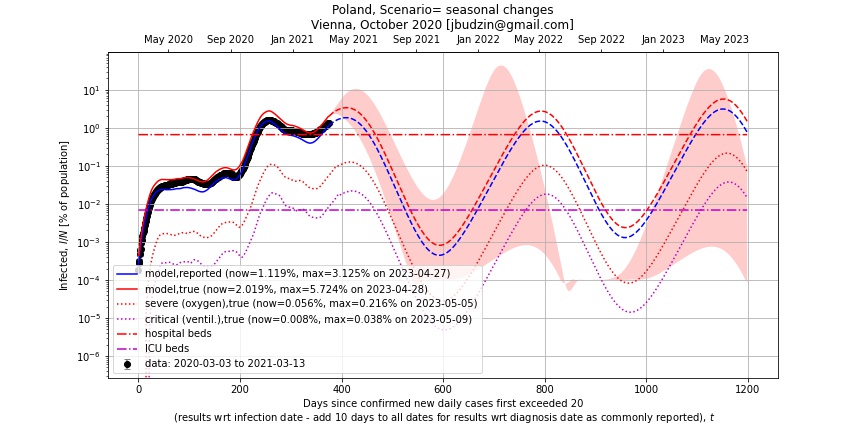 Poland, Scenario= seasonal changes
Vienna, October 2020 [jbudzin@gmail.com]
May 2020 Sep 2020 Jan 2021 May 2021 Sep 2021 Jan 2022 May 2022 Sep 2022 Jan 2023 May 2023
Infected, I/N [% of population]
10¹
10⁰
10⁻¹
10⁻²
10⁻³
10⁻⁴
10⁻⁵
10⁻⁶
model,reported (now=1.119%, max=3.125% on 2023-04-27)
model,true (now=2.019%, max=5.724% on 2023-04-28)
severe (oxygen),true (now=0.056%, max=0.216% on 2023-05-05)
critical (ventil.),true (now=0.008%, max=0.038% on 2023-05-09)
hospital beds
ICU beds
data: 2020-03-03 to 2021-03-13
0 200 400 600 800 1000 1200
Days since confirmed new daily cases first exceeded 20
(results wrt infection date - add 10 days to all dates for results wrt diagnosis date as commonly reported), t